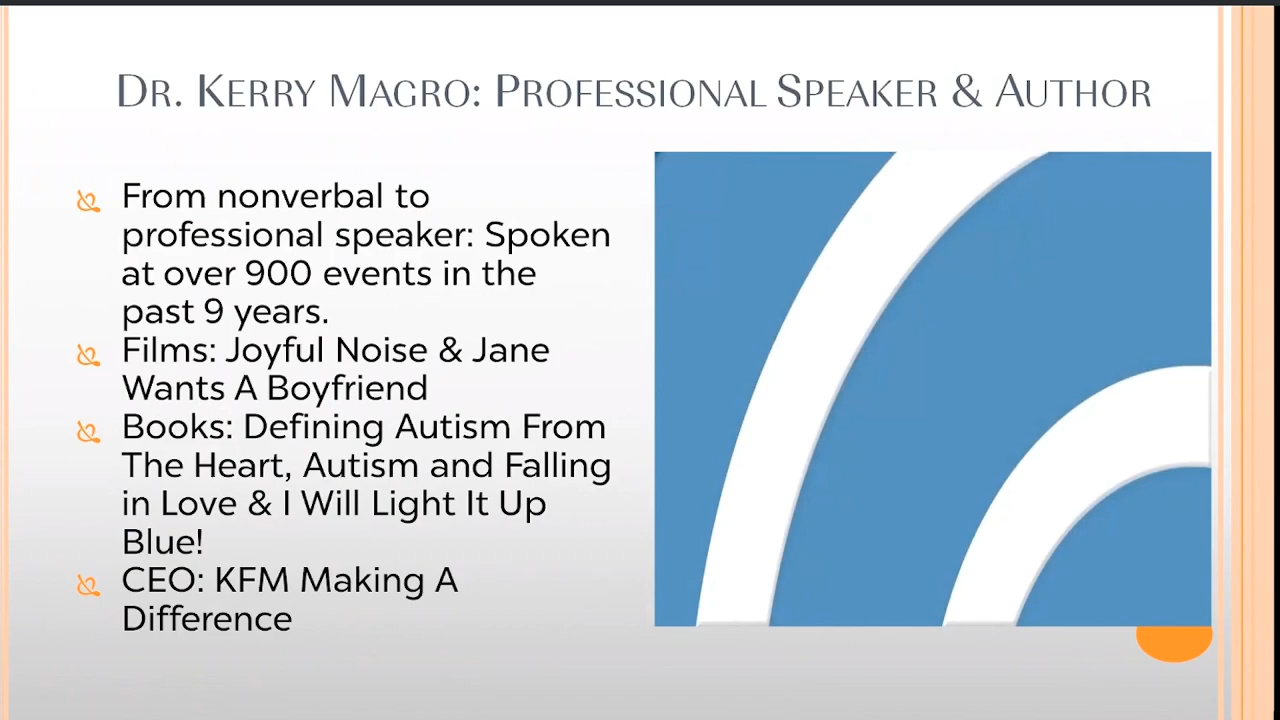 Dr. Kerry Magro: Professional Speaker & Author
From nonverbal to
professional speaker: Spoken
at over 900 events in the
past 9 years.
Films: Joyful Noise & Jane
Wants A Boyfriend
Books: Defining Autism From
The Heart, Autism and Falling
in Love & I Will Light It Up
Blue!
CEO: KFM Making A
Difference